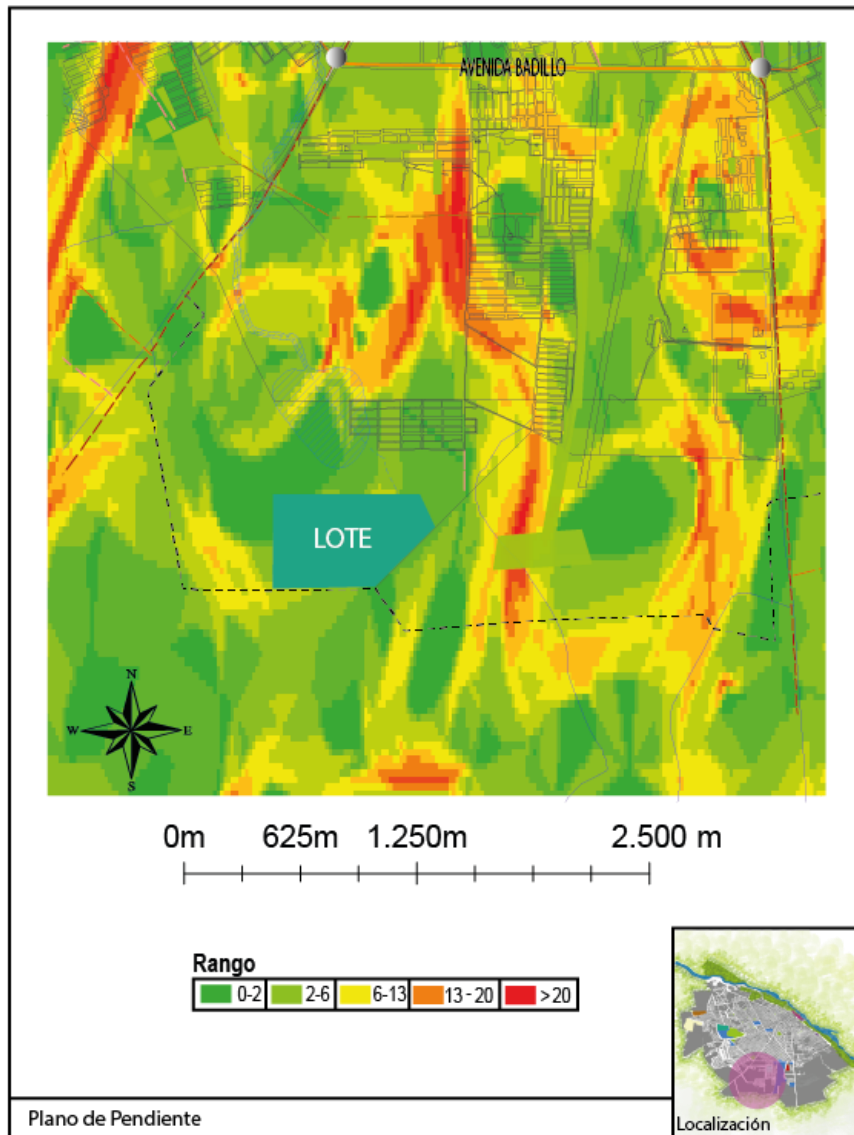 AVENIDA BADILLO
LOTE
N
W E
S
0m 625m 1.250m 2.500 m
Rango
0-2 2-6 6-13 13-20 >20
Plano de Pendiente
Localización